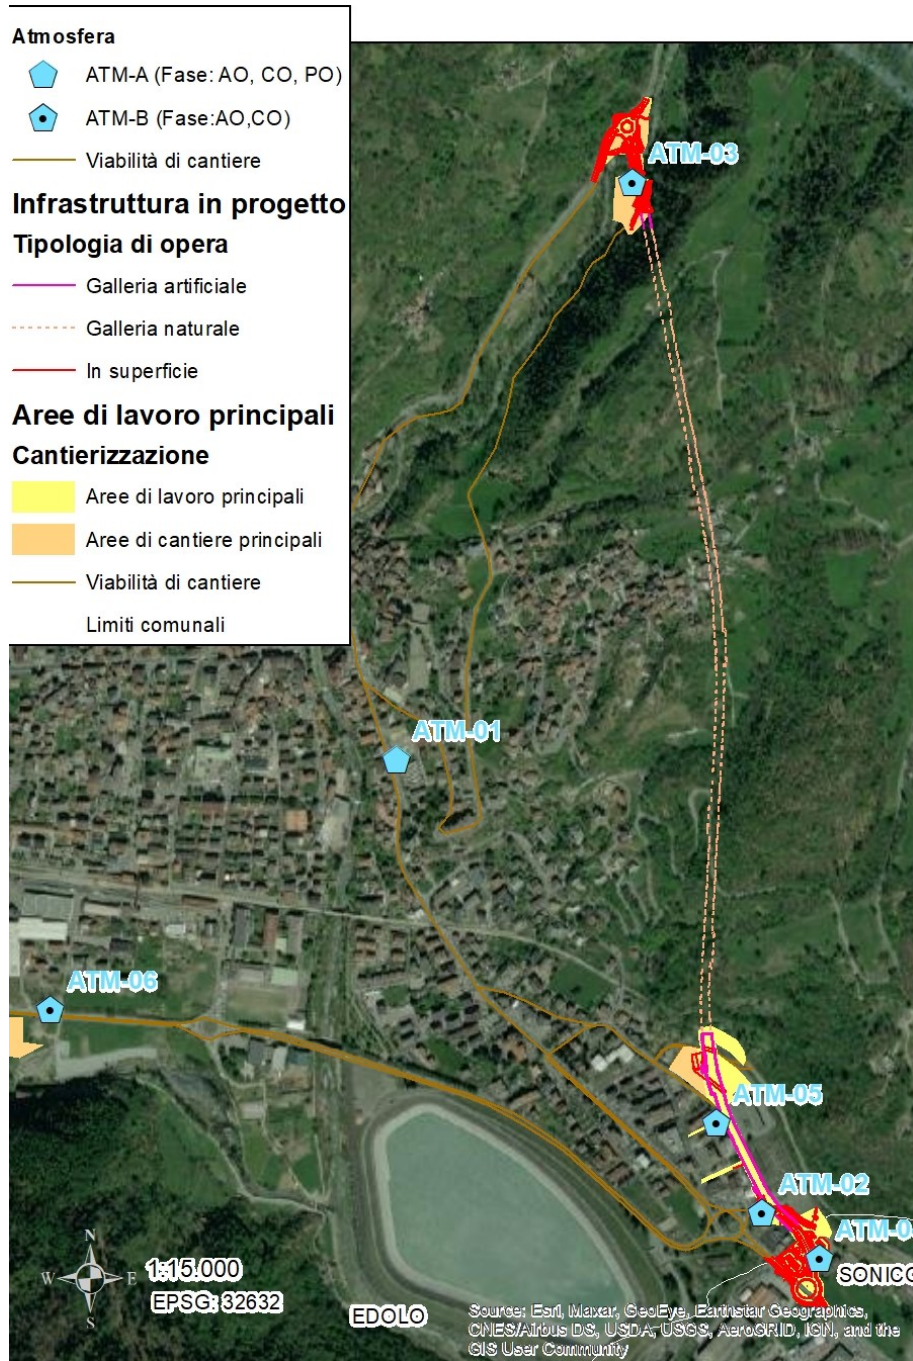 Atmosfera
ATM-A (Fase: AO, CO, PO)
ATM-B (Fase:AO,CO)
Viabilità di cantiere
Infrastruttura in progetto
Tipologia di opera
Galleria artificiale
Galleria naturale
In superficie
Aree di lavoro principali
Cantierizzazione
Aree di lavoro principali
Aree di cantiere principali
Viabilità di cantiere
Limiti comunali
ATM-03
ATM-01
ATM-06
ATM-05
ATM-02
ATM-0
N
W E
S
1:15.000
EPSG: 32632
EDOLO
SONICO
Source: Esri, Maxar, GeoEye, Earthstar Geographics,
CNES/Airbus DS, USDA, USGS, AeroGRID, IGN, and the
GIS User Community